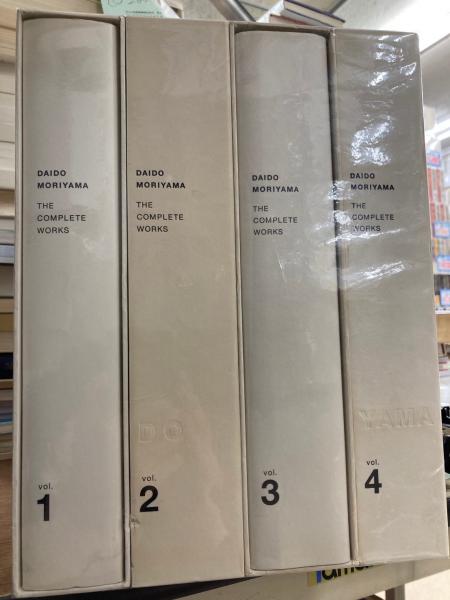 DAIDO
MORIYAMA
THE
COMPLETE
WORKS
vol.
1
DAIDO
MORIYAMA
THE
COMPLETE
WORKS
DO
vol.
2
DAIDO
MORIYAMA
THE
COMPLETE
WORKS
vol.
3
DAIDO
MORIYAMA
THE
COMPLETE
WORKS
YAMA
vol.
4